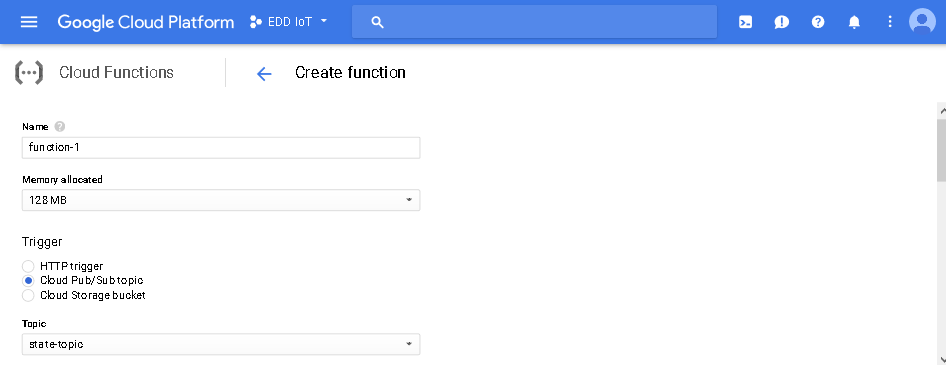 Google Cloud Platform EDD IoT
Cloud Functions Create function
Name
function-1
Memory allocated
128 MB
Trigger
HTTP trigger
Cloud Pub/Sub topic
Cloud Storage bucket
Topic
state-topic